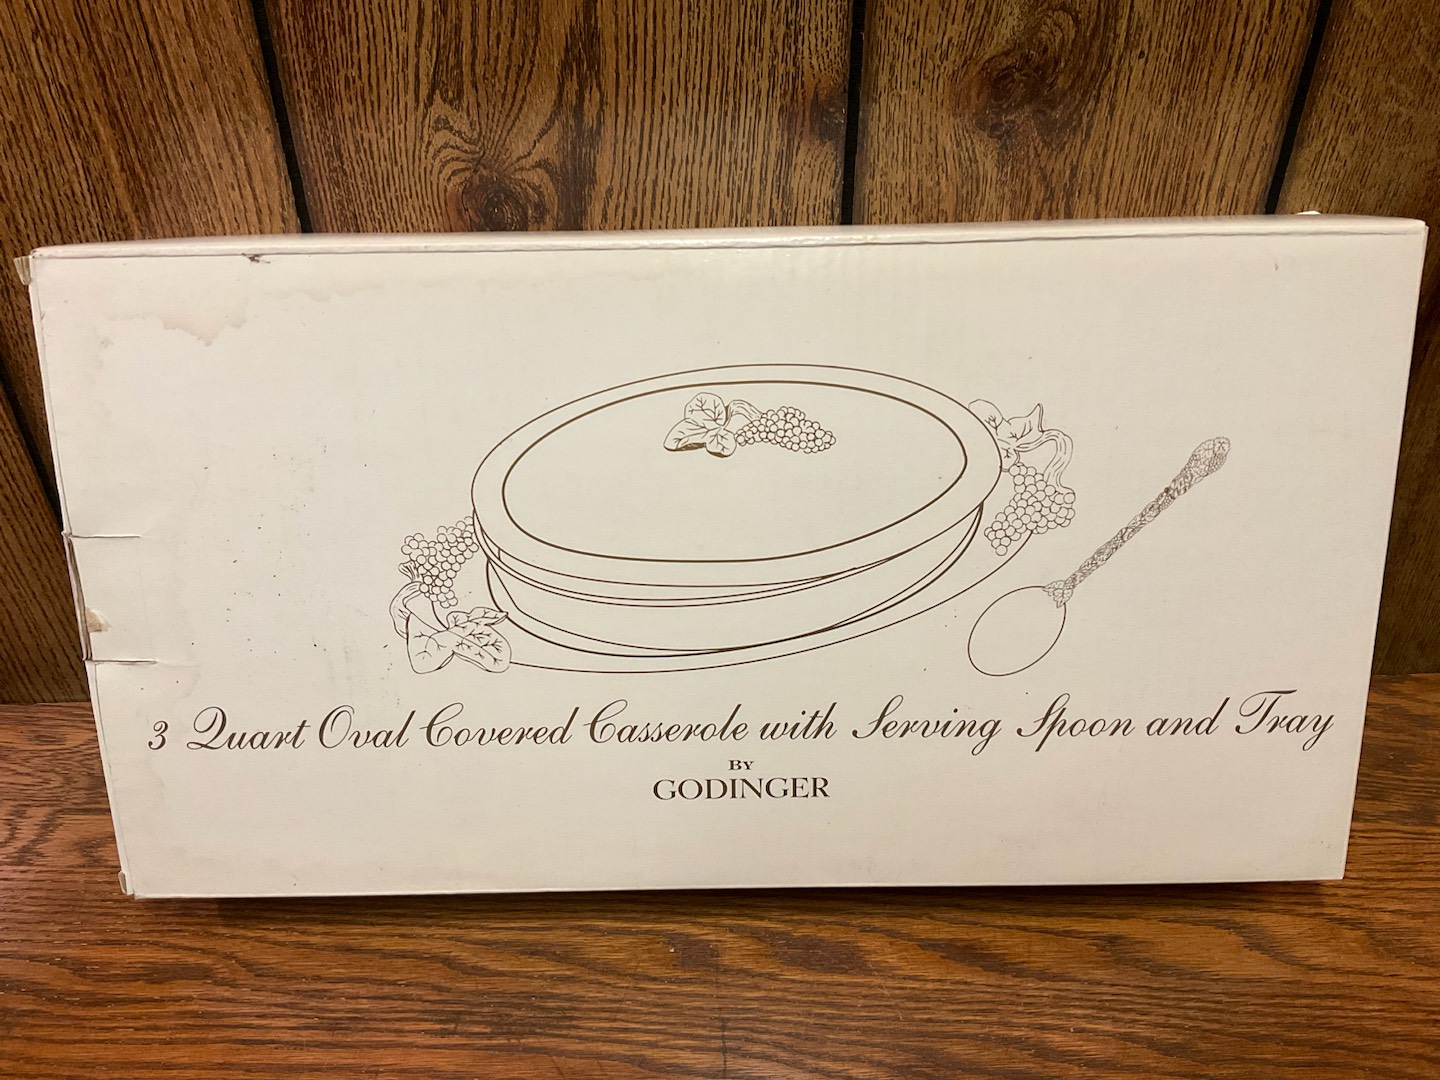 3 Quart Oval Covered Casserole with Serving Spoon and Tray
BY
GODINGER